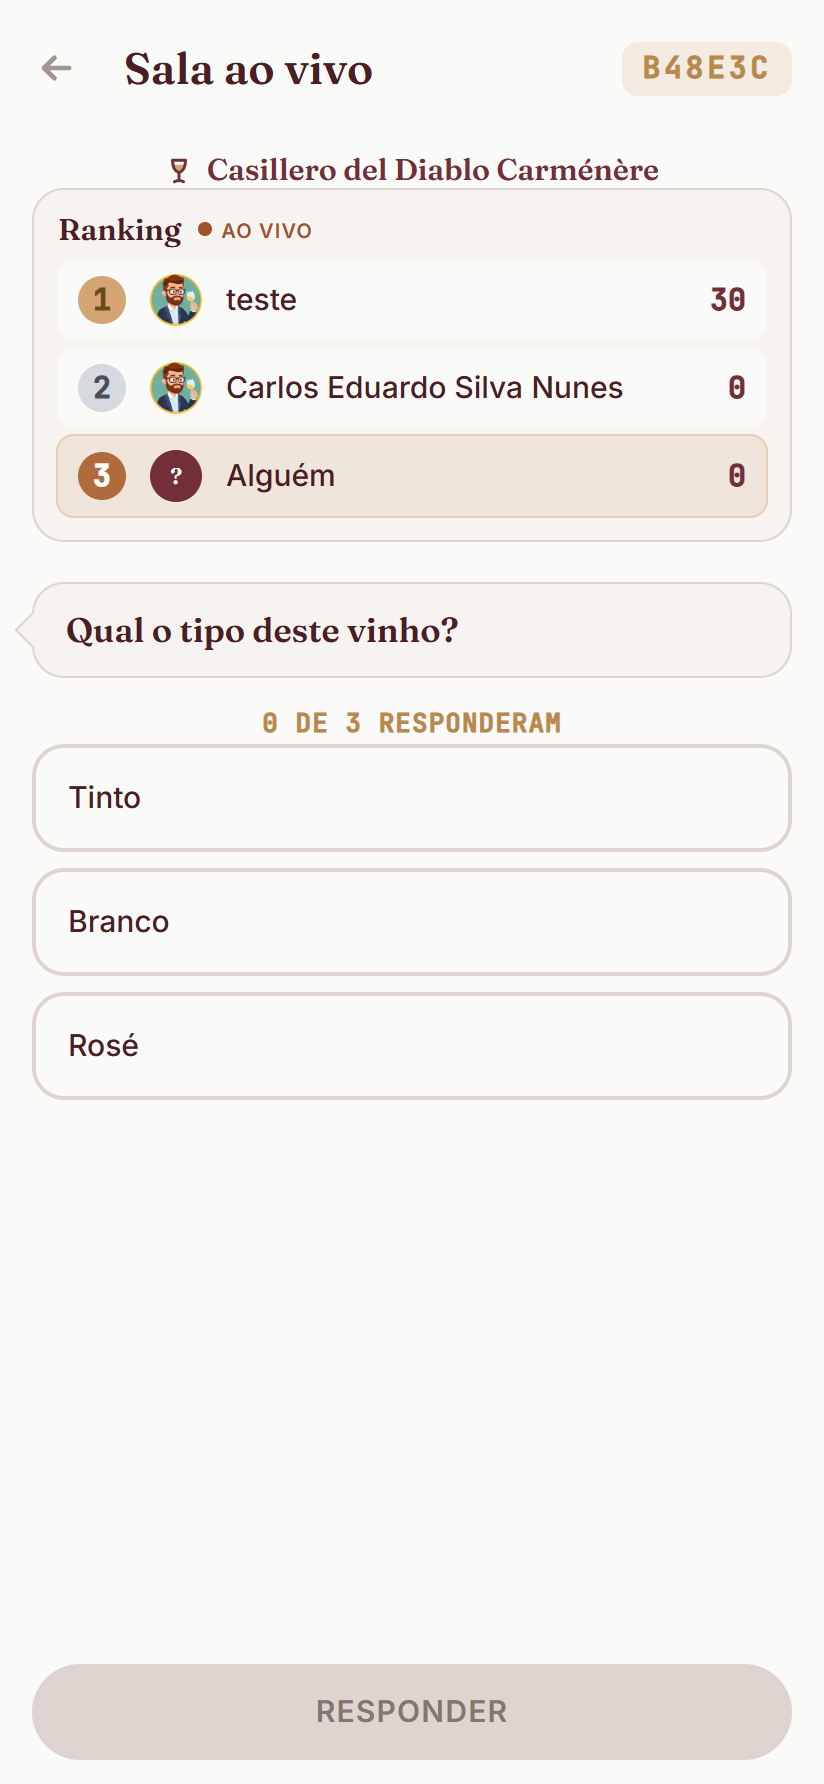 Sala ao vivo
B48E3C
Casillero del Diablo Carménère
Ranking AO VIVO
1 teste 30
2 Carlos Eduardo Silva Nunes 0
3 ? Alguém 0
Qual o tipo deste vinho?
0 DE 3 RESPONDERAM
Tinto
Branco
Rosé
RESPONDER